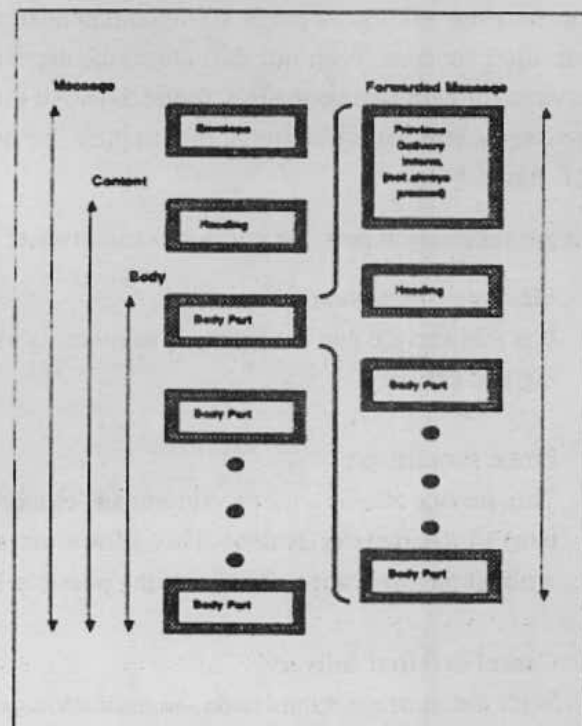 Message
Envelope
Content
Heading
Body
Body Part
Body Part
Body Part
Forwarded Message
Previous
Delivery
Inform.
(not always
present)
Heading
Body Part
Body Part